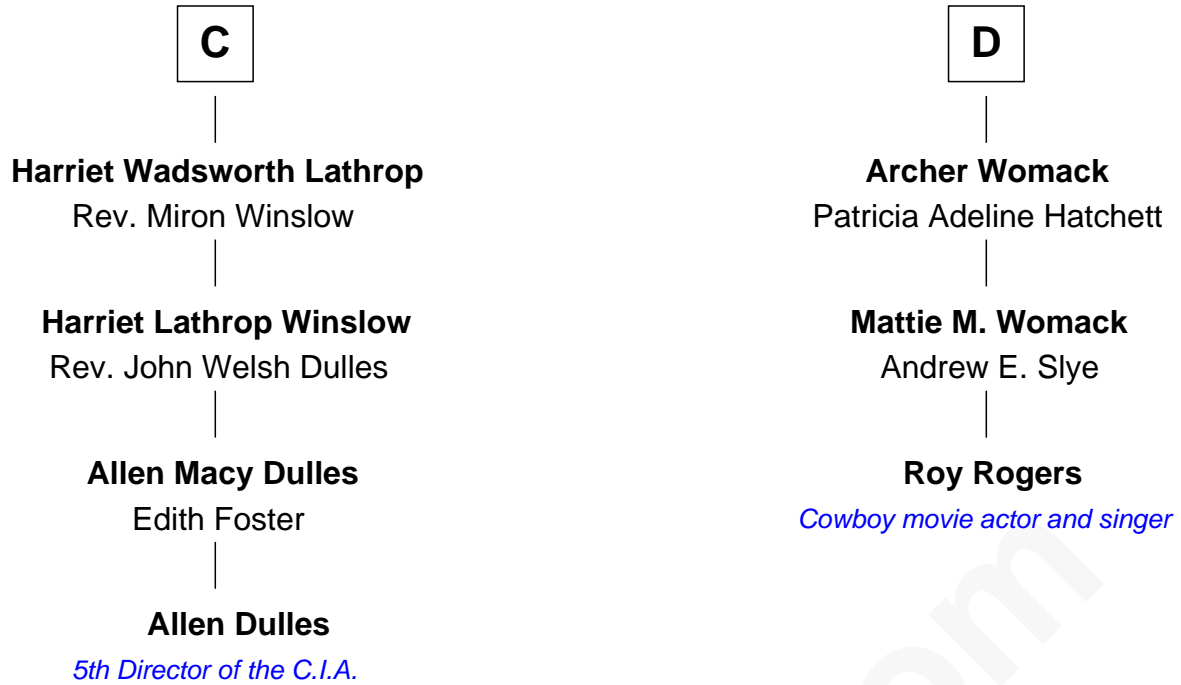 C
Harriet Wadsworth Lathrop
Rev. Miron Winslow
Harriet Lathrop Winslow
Rev. John Welsh Dulles
Allen Macy Dulles
Edith Foster
Allen Dulles
5th Director of the C.I.A.
D
Archer Womack
Patricia Adeline Hatchett
Mattie M. Womack
Andrew E. Slye
Roy Rogers
Cowboy movie actor and singer